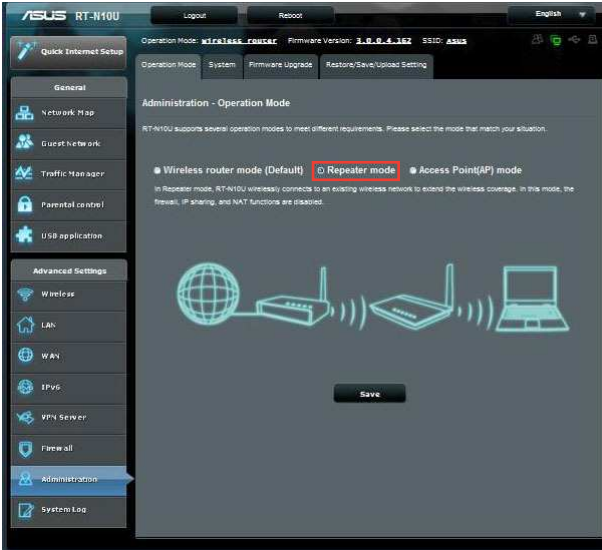 ASUS RT-N10U
Logout
Reboot
English
Quick Internet Setup
Operation Mode: wireless router Firmware Version: 3.0.0.4.162 SSID: ASUS
Operation Mode
System
Firmware Upgrade
Restore/Save/Upload Setting
General
Network Map
Guest Network
Traffic Manager
Parental control
USB application
Advanced Settings
Wireless
LAN
WAN
IPv6
VPN Server
Firewall
Administration
System Log
Administration - Operation Mode
RT-N10U supports several operation modes to meet different requirements. Please select the mode that match your situation.
Wireless router mode (Default) Repeater mode Access Point(AP) mode
In Repeater mode, RT-N10U wirelessly connects to an existing wireless network to extend the wireless coverage. In this mode, the
firewall, IP sharing, and NAT functions are disabled.
Save